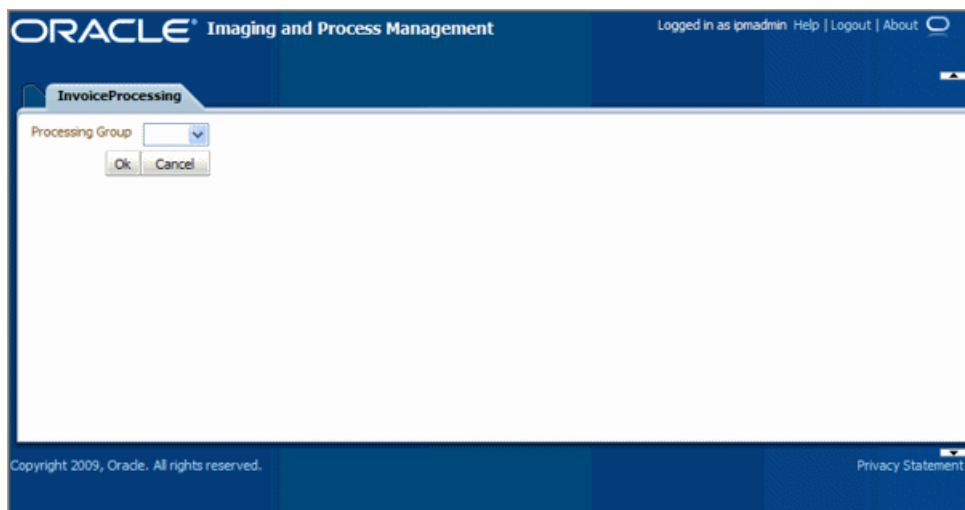 ORACLE® Imaging and Process Management
Logged in as ipmadmin Help | Logout | About
InvoiceProcessing
Processing Group
Ok Cancel
Copyright 2009, Oracle. All rights reserved.
Privacy Statement